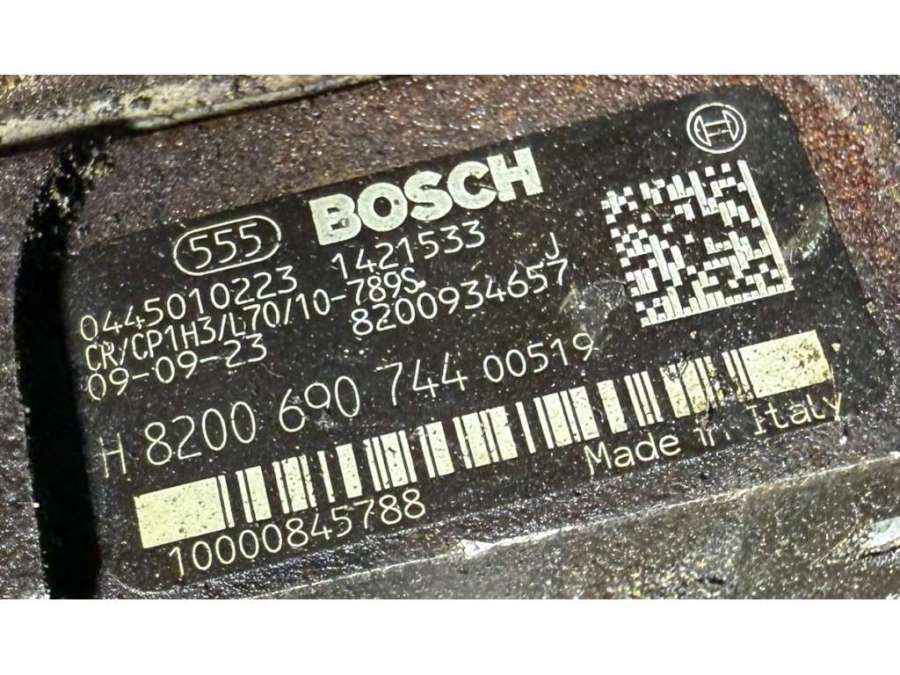 BOSCH
555
0445010223 1421533
CR/CP1H3/L70/10-789S J
09-09-23 8200934657
H 8200 690 744 00519
Made in Italy
10000845788